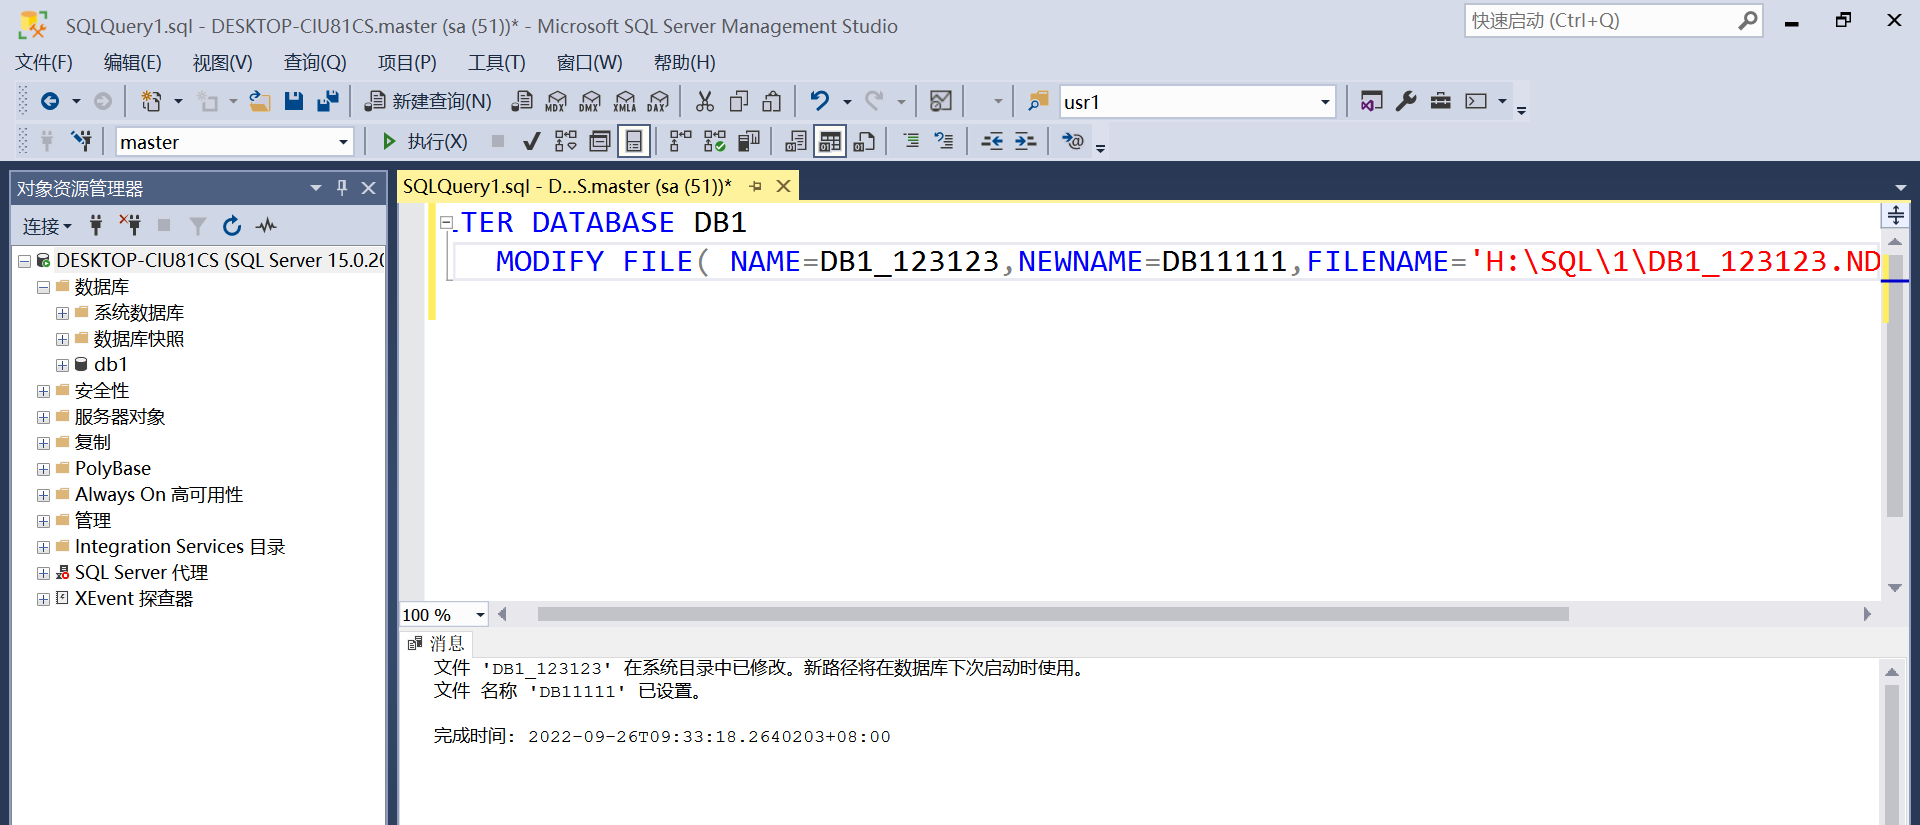 SQLQuery1.sql - DESKTOP-CIU81CS.master (sa (51))* - Microsoft SQL Server Management Studio
快速启动 (Ctrl+Q)
文件(F) 编辑(E) 视图(V) 查询(Q) 项目(P) 工具(T) 窗口(W) 帮助(H)
新建查询(N) MDX DMX XMLA DAX usr1
master 执行(X)
对象资源管理器
连接
DESKTOP-CIU81CS (SQL Server 15.0.20
数据库
系统数据库
数据库快照
db1
安全性
服务器对象
复制
PolyBase
Always On 高可用性
管理
Integration Services 目录
SQL Server 代理
XEvent 探查器
SQLQuery1.sql - D...S.master (sa (51))*
TER DATABASE DB1
MODIFY FILE( NAME=DB1_123123,NEWNAME=DB11111,FILENAME='H:\SQL\1\DB1_123123.ND
100 %
消息
文件 'DB1_123123' 在系统目录中已修改。新路径将在数据库下次启动时使用。
文件 名称 'DB11111' 已设置。
完成时间: 2022-09-26T09:33:18.2640203+08:00